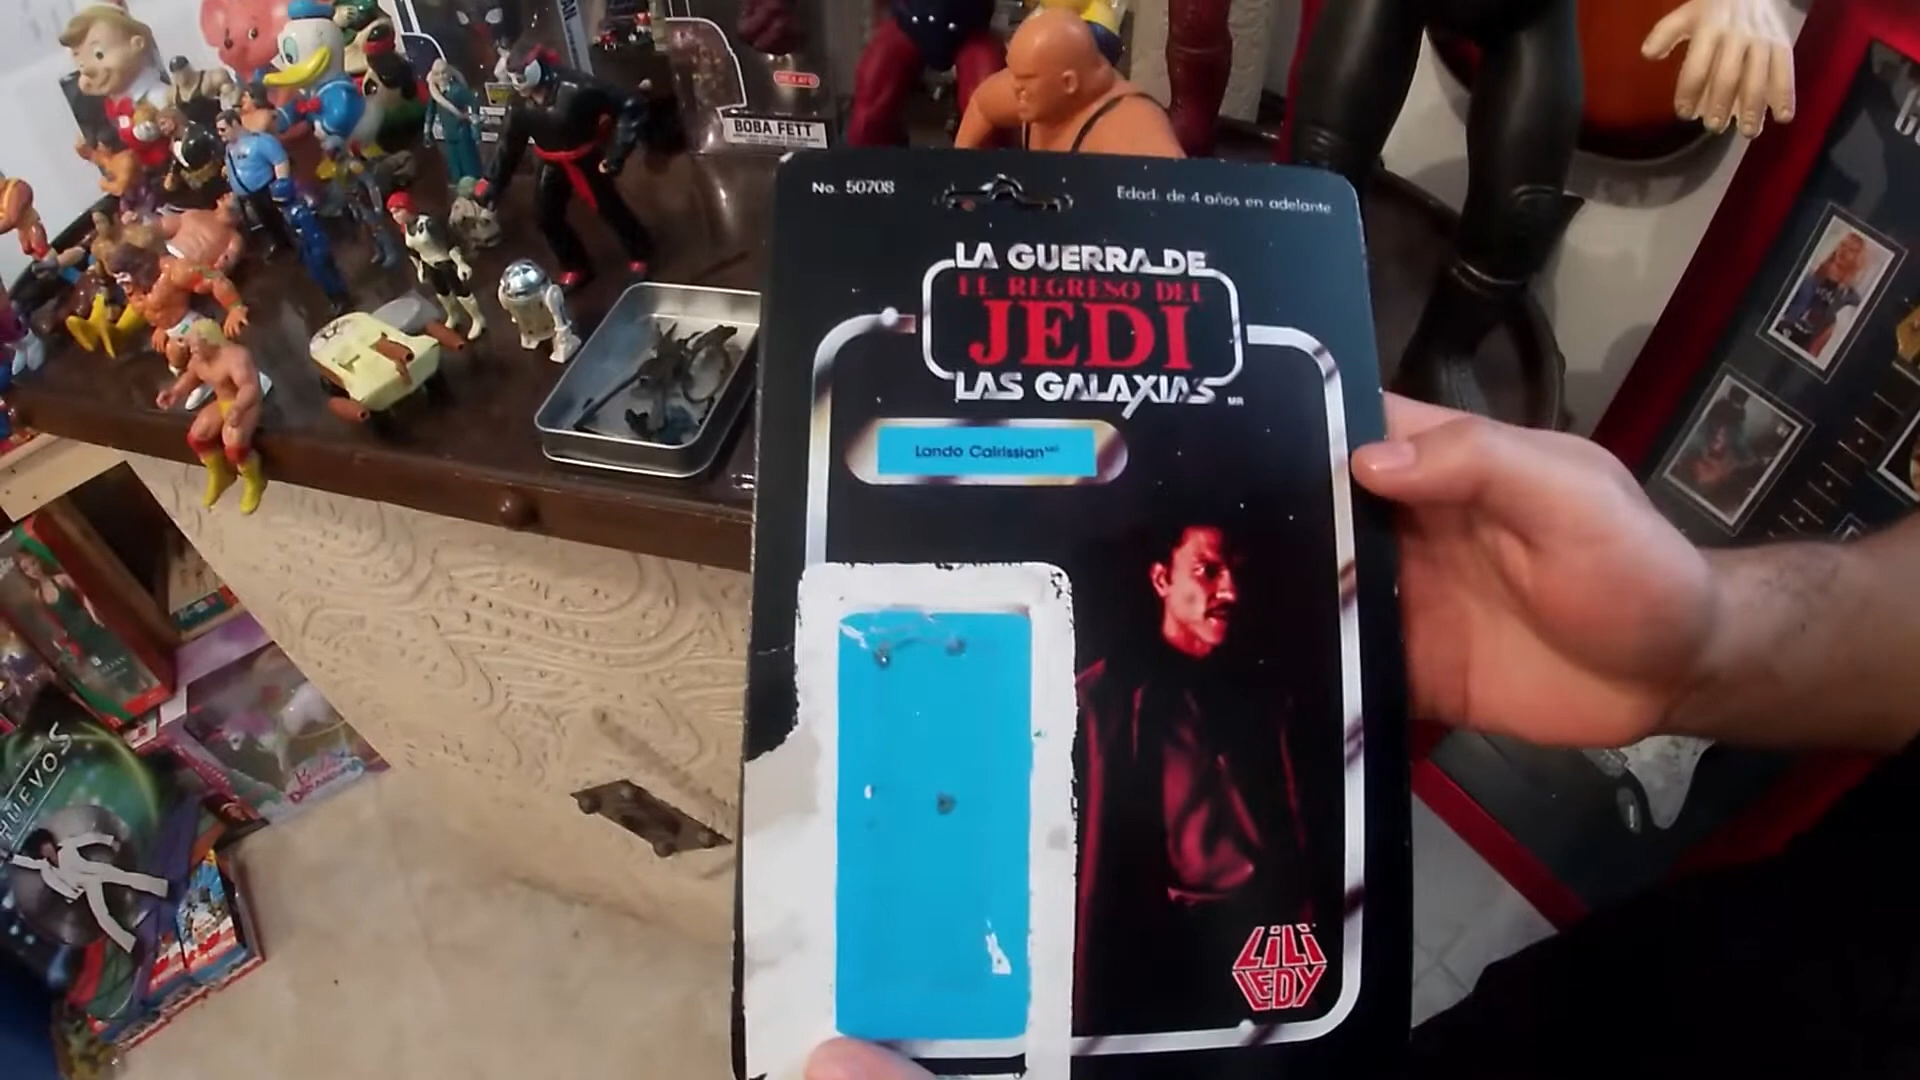 BOBA FETT
No. 50708
Edad: de 4 años en adelante
LA GUERRA DE
EL REGRESO DEL
JEDI
LAS GALAXIAS MR
Lando Calrissian
LiLi
LEDY
HUEVOS